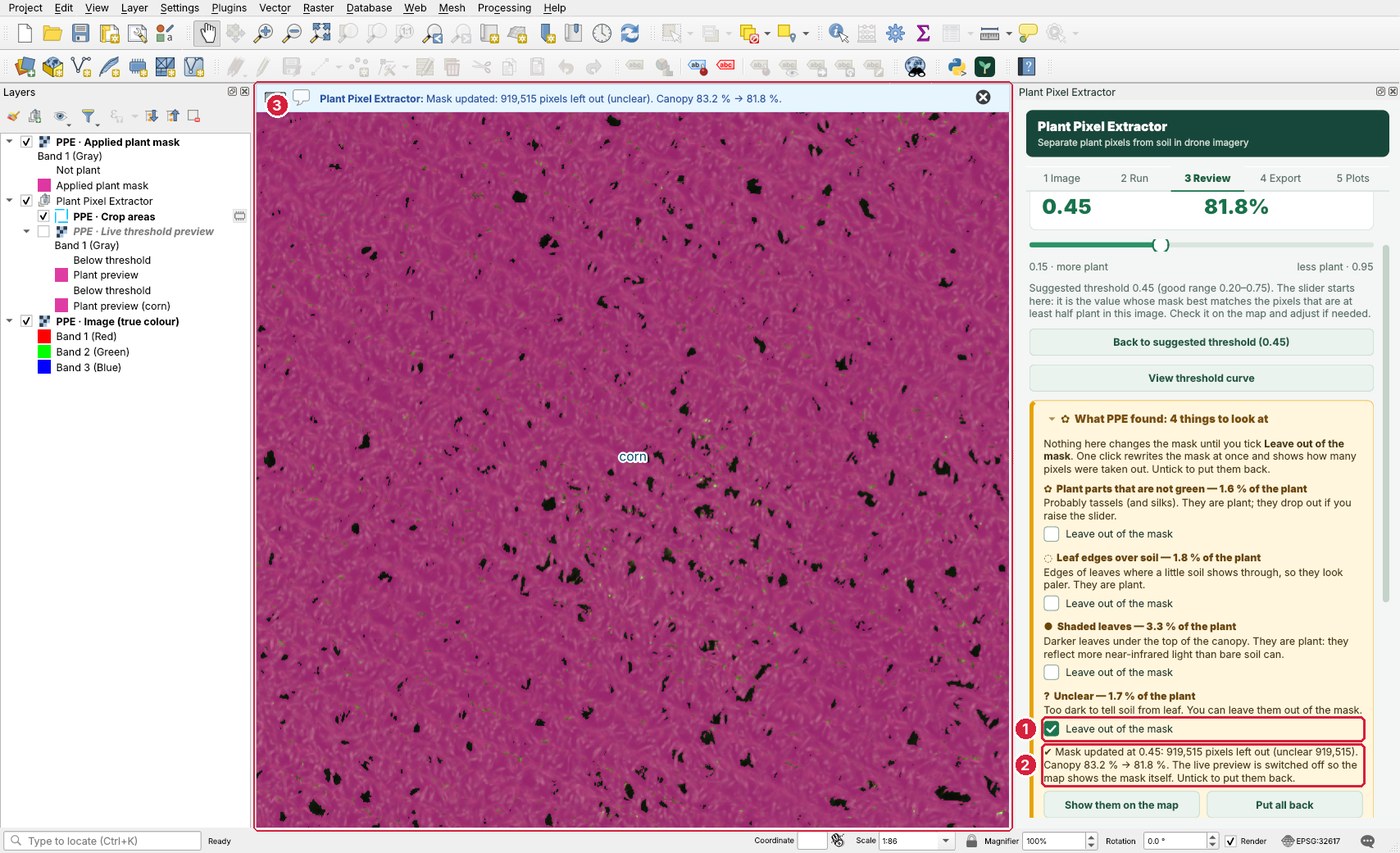 Project Edit View Layer Settings Plugins Vector Raster Database Web Mesh Processing Help
Layers
PPE · Applied plant mask
Band 1 (Gray)
Not plant
Applied plant mask
Plant Pixel Extractor
PPE · Crop areas
PPE · Live threshold preview
Band 1 (Gray)
Below threshold
Plant preview
Below threshold
Plant preview (corn)
PPE · Image (true colour)
Band 1 (Red)
Band 2 (Green)
Band 3 (Blue)
3
Plant Pixel Extractor: Mask updated: 919,515 pixels left out (unclear). Canopy 83.2 % → 81.8 %.
corn
Plant Pixel Extractor
Plant Pixel Extractor
Separate plant pixels from soil in drone imagery
1 Image 2 Run 3 Review 4 Export 5 Plots
0.45 81.8%
0.15 · more plant less plant · 0.95
Suggested threshold 0.45 (good range 0.20–0.75). The slider starts
here: it is the value whose mask best matches the pixels that are at
least half plant in this image. Check it on the map and adjust if needed.
Back to suggested threshold (0.45)
View threshold curve
What PPE found: 4 things to look at
Nothing here changes the mask until you tick Leave out of the
mask. One click rewrites the mask at once and shows how many
pixels were taken out. Untick to put them back.
Plant parts that are not green — 1.6 % of the plant
Probably tassels (and silks). They are plant; they drop out if you
raise the slider.
Leave out of the mask
Leaf edges over soil — 1.8 % of the plant
Edges of leaves where a little soil shows through, so they look
paler. They are plant.
Leave out of the mask
Shaded leaves — 3.3 % of the plant
Darker leaves under the top of the canopy. They are plant: they
reflect more near-infrared light than bare soil can.
Leave out of the mask
? Unclear — 1.7 % of the plant
Too dark to tell soil from leaf. You can leave them out of the mask.
1
Leave out of the mask
2
✔ Mask updated at 0.45: 919,515 pixels left out (unclear 919,515).
Canopy 83.2 % → 81.8 %. The live preview is switched off so the
map shows the mask itself. Untick to put them back.
Show them on the map Put all back
Type to locate (Ctrl+K) Ready Coordinate Scale 1:86 Magnifier 100% Rotation 0.0 ° Render EPSG:32617